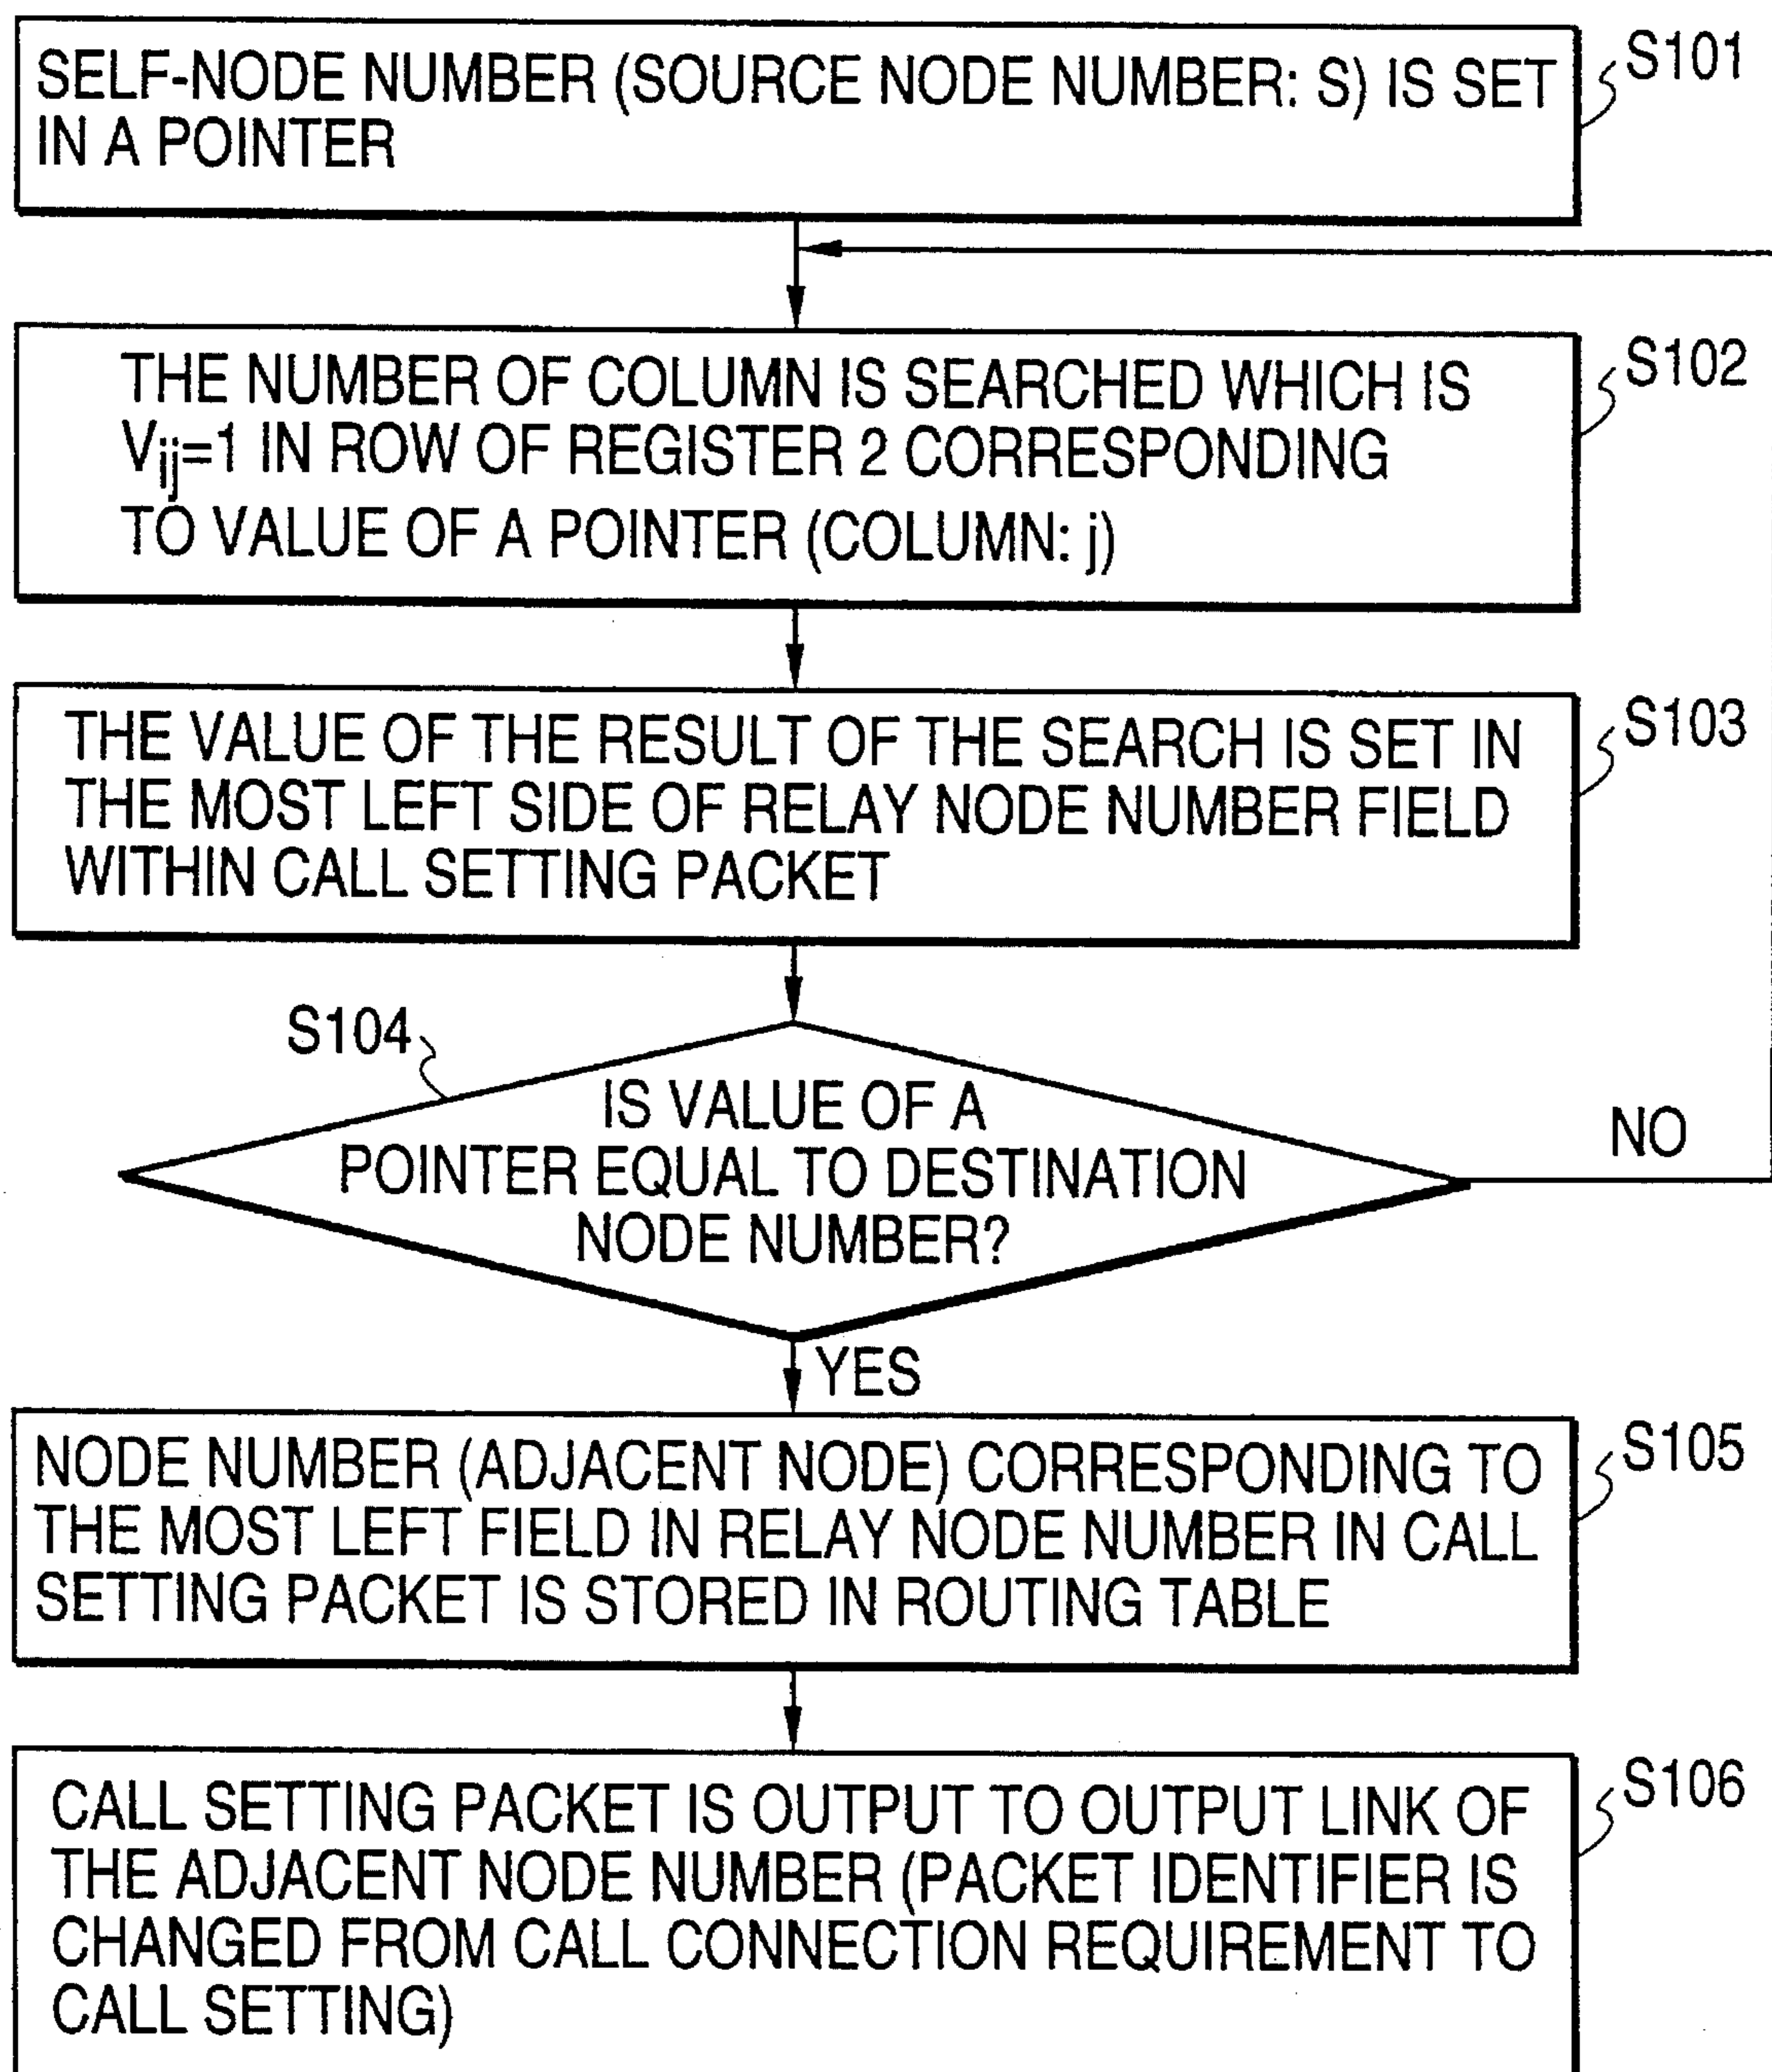 SELF-NODE NUMBER (SOURCE NODE NUMBER: S) IS SET
IN A POINTER
S101
THE NUMBER OF COLUMN IS SEARCHED WHICH IS
Vij=1 IN ROW OF REGISTER 2 CORRESPONDING
TO VALUE OF A POINTER (COLUMN: j)
S102
THE VALUE OF THE RESULT OF THE SEARCH IS SET IN
THE MOST LEFT SIDE OF RELAY NODE NUMBER FIELD
WITHIN CALL SETTING PACKET
S103
S104
IS VALUE OF A
POINTER EQUAL TO DESTINATION
NODE NUMBER?
NO
YES
NODE NUMBER (ADJACENT NODE) CORRESPONDING TO
THE MOST LEFT FIELD IN RELAY NODE NUMBER IN CALL
SETTING PACKET IS STORED IN ROUTING TABLE
S105
CALL SETTING PACKET IS OUTPUT TO OUTPUT LINK OF
THE ADJACENT NODE NUMBER (PACKET IDENTIFIER IS
CHANGED FROM CALL CONNECTION REQUIREMENT TO
CALL SETTING)
S106